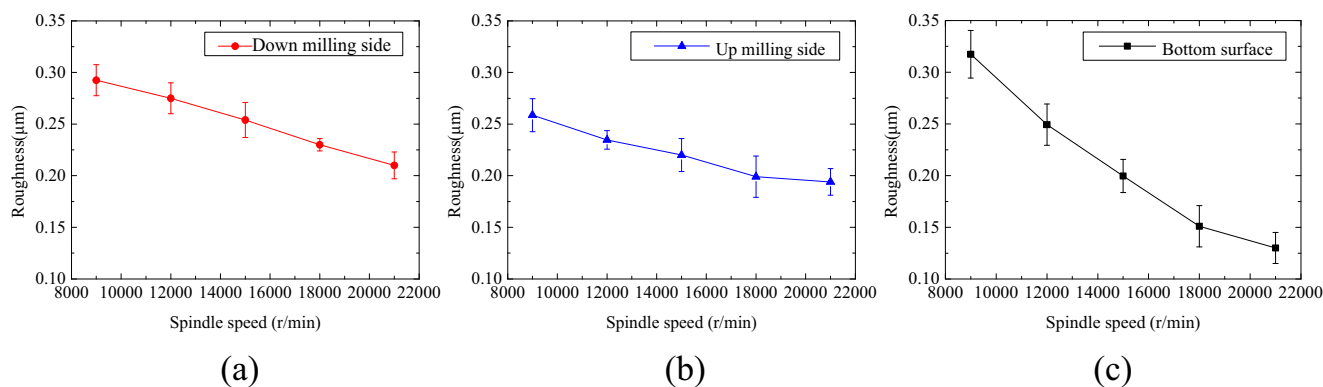 0.35
0.30
0.25
0.20
0.15
0.10
Roughness(μm)
Down milling side
8000 10000 12000 14000 16000 18000 20000 22000
Spindle speed (r/min)
(a)
0.35
0.30
0.25
0.20
0.15
0.10
Roughness(μm)
Up milling side
8000 10000 12000 14000 16000 18000 20000 22000
Spindle speed (r/min)
(b)
0.35
0.30
0.25
0.20
0.15
0.10
Roughness(μm)
Bottom surface
8000 10000 12000 14000 16000 18000 20000 22000
Spindle speed (r/min)
(c)